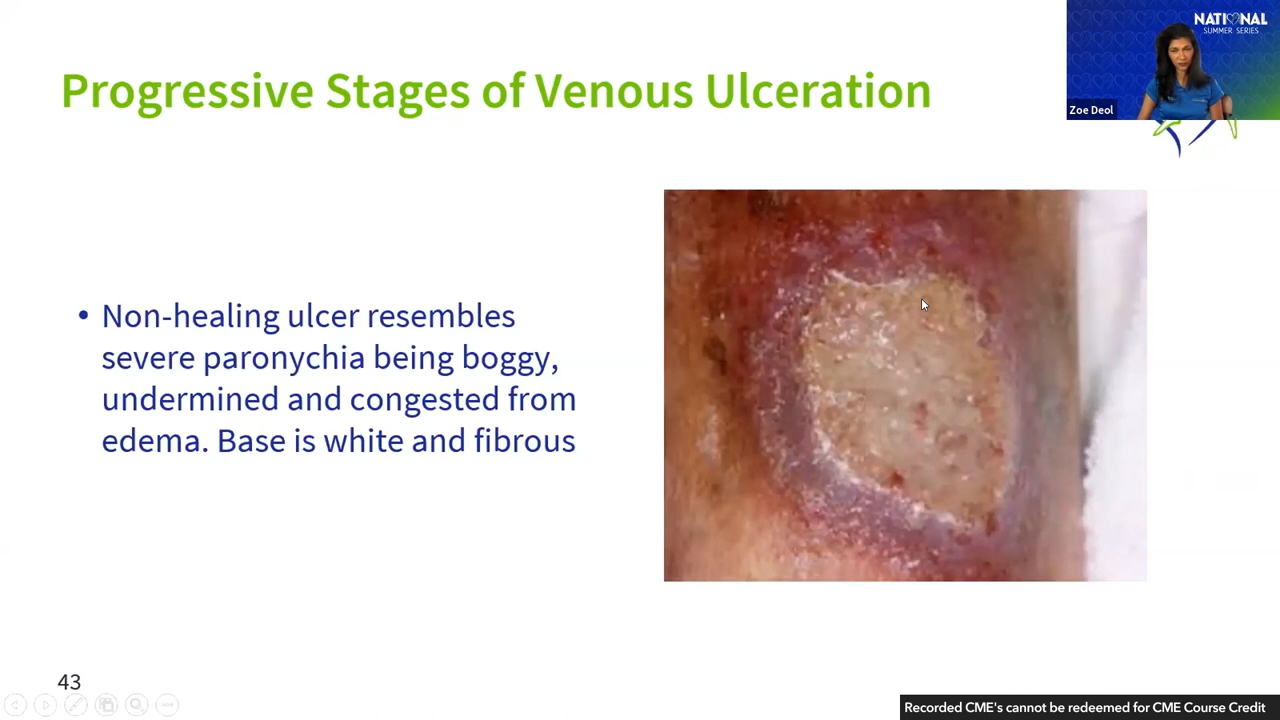 NATIONAL
SUMMER SERIES
Zoe Deol
Progressive Stages of Venous Ulceration
• Non-healing ulcer resembles
severe paronychia being boggy,
undermined and congested from
edema. Base is white and fibrous
43
Recorded CME's cannot be redeemed for CME Course Credit